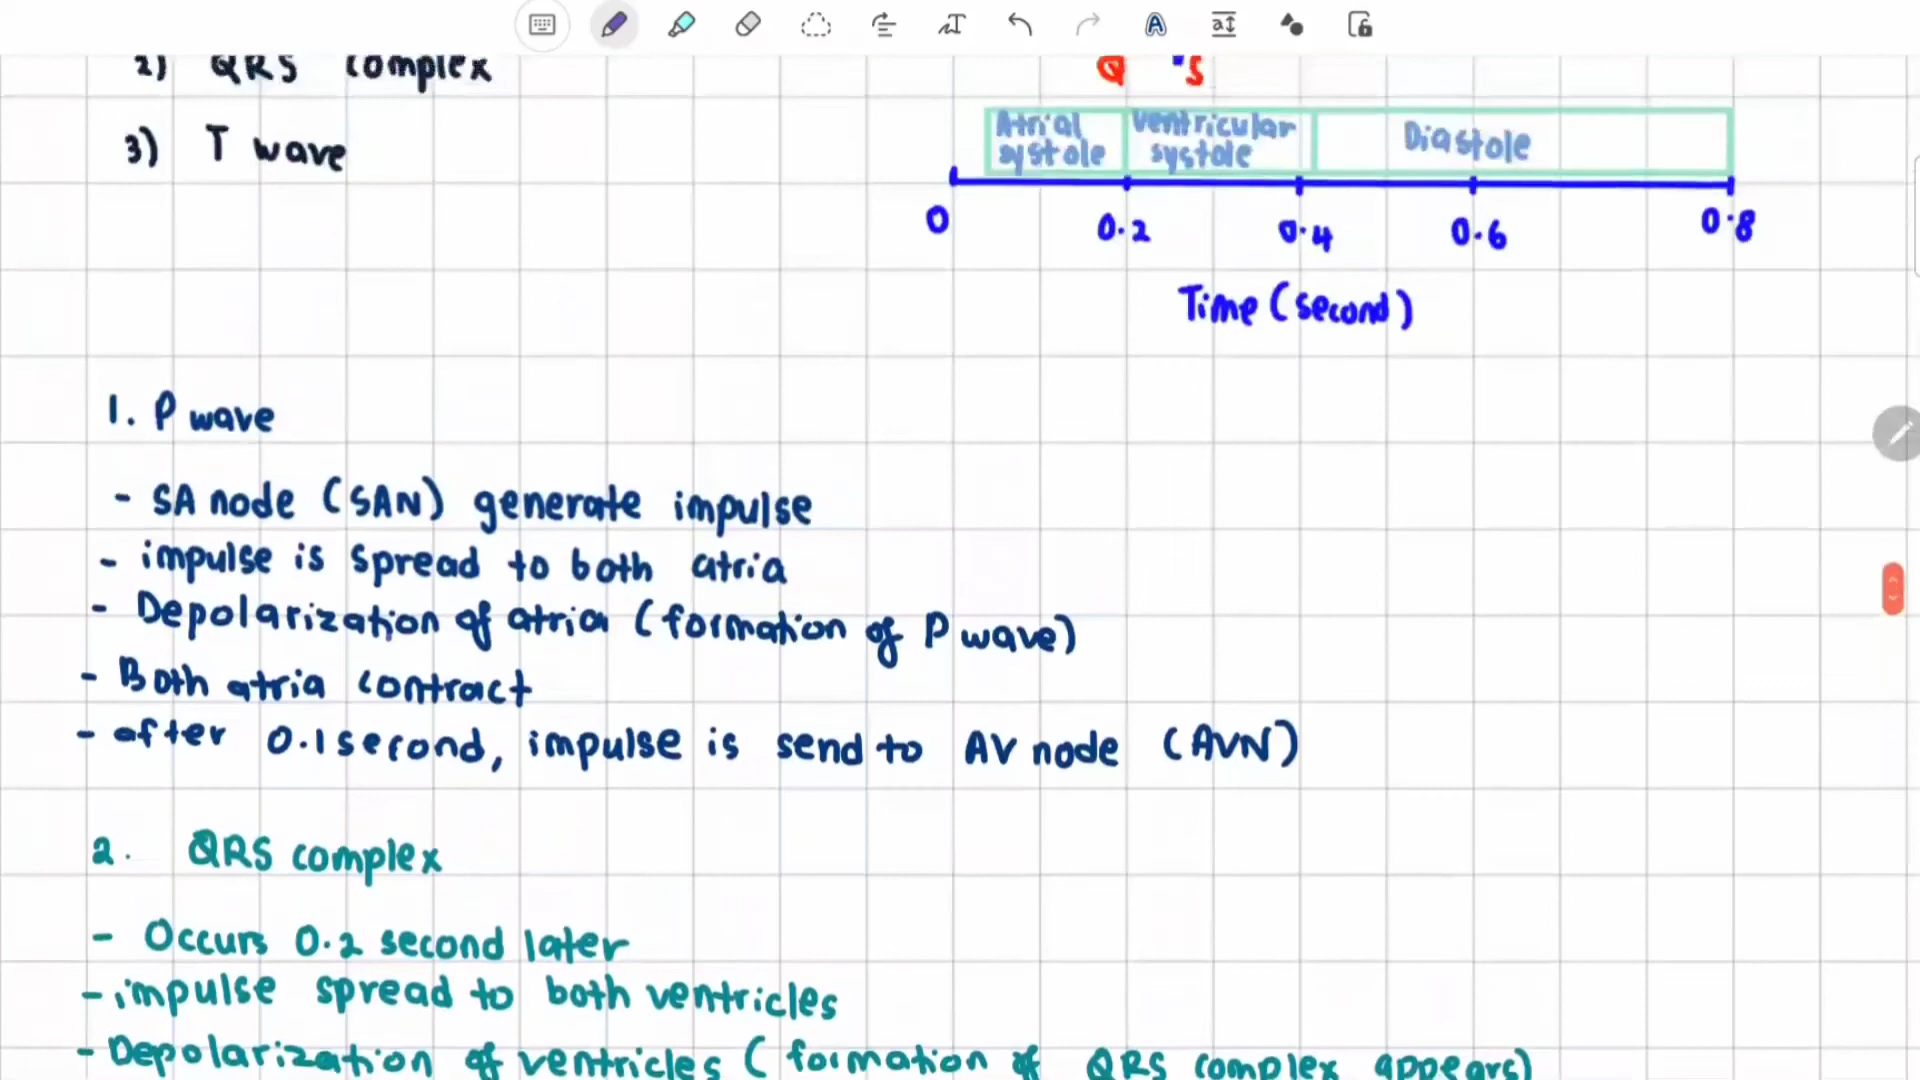 2) QRS complex
3) T wave
Q S
Atrial systole
Ventricular systole
Diastole
0 0.2 0.4 0.6 0.8
Time (second)
1. P wave
- SA node (SAN) generate impulse
- impulse is spread to both atria
- Depolarization of atria (formation of P wave)
- Both atria contract
- after 0.1 second, impulse is send to AV node (AVN)
2. QRS complex
- Occurs 0.2 second later
- impulse spread to both ventricles
- Depolarization of ventricles (formation of QRS complex appears)